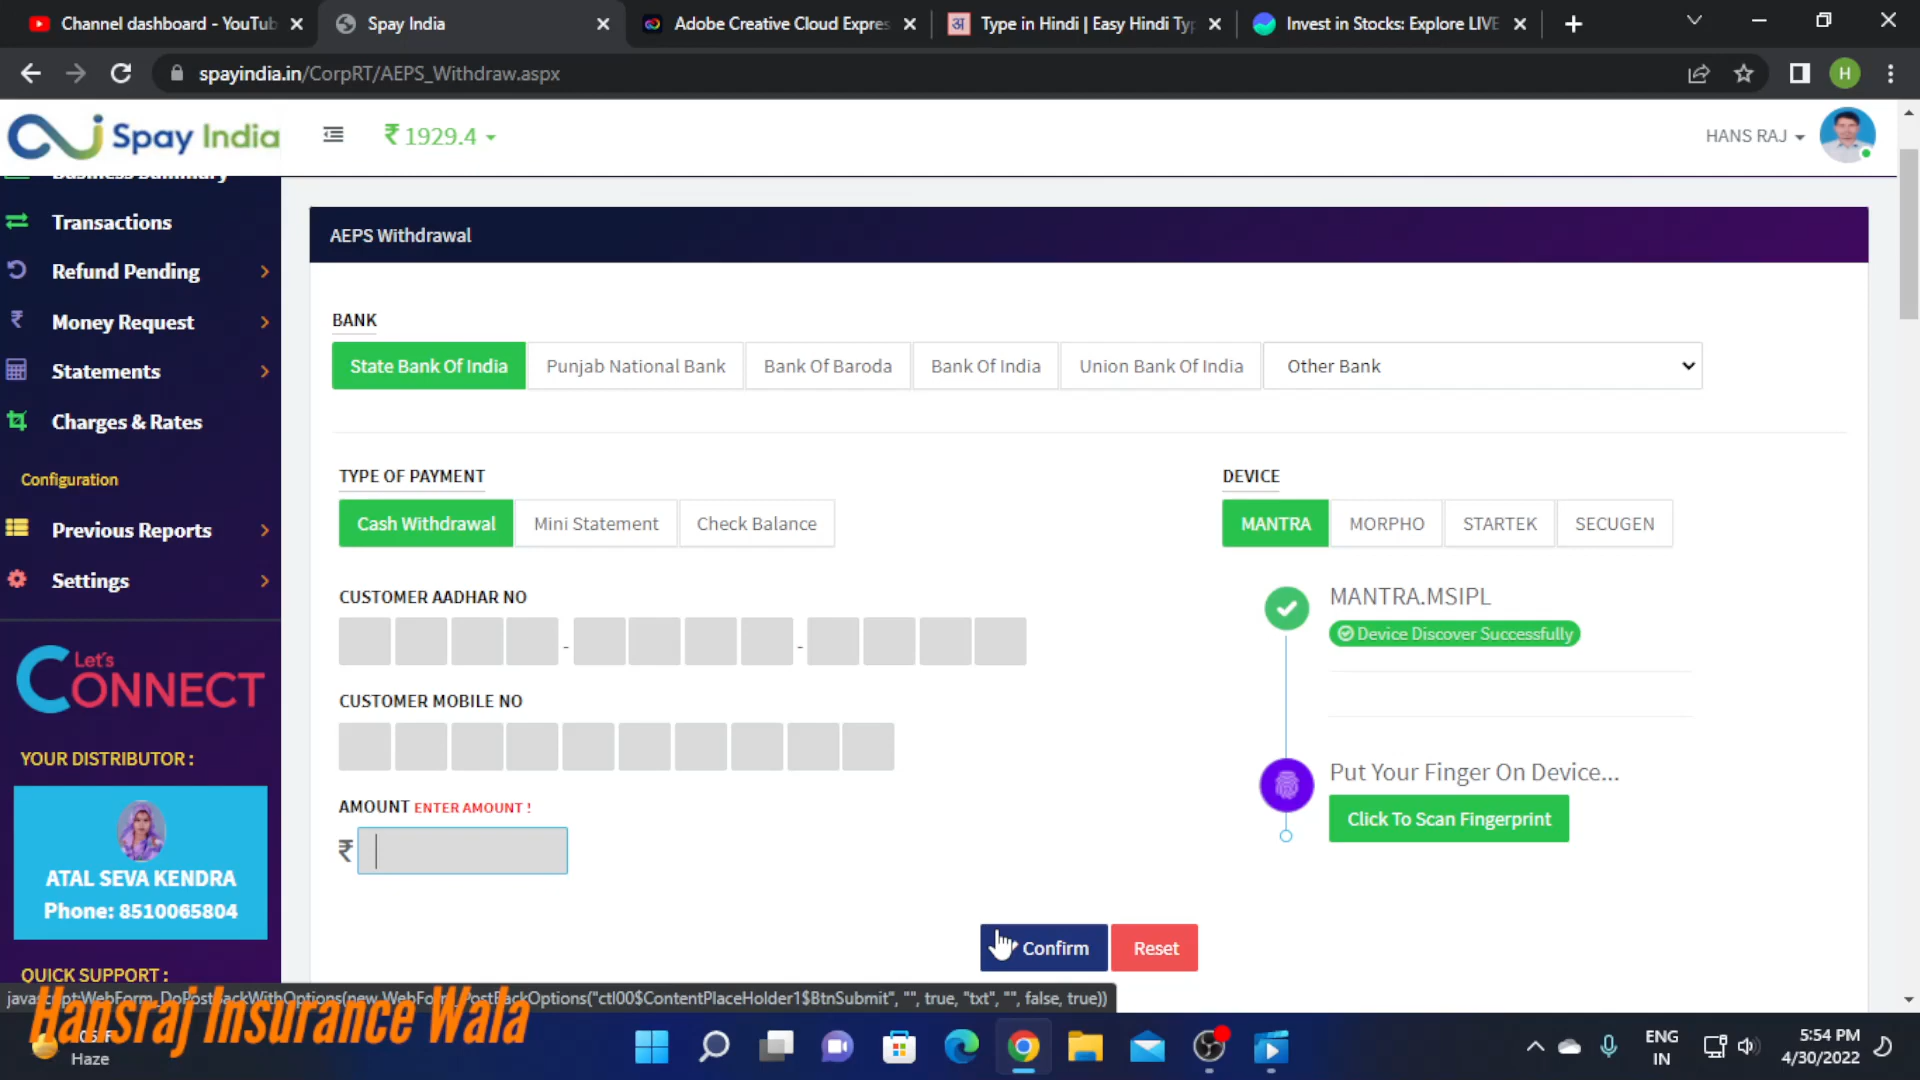 Channel dashboard - YouTub
Spay India
Adobe Creative Cloud Expres
Type in Hindi | Easy Hindi Ty
Invest in Stocks: Explore LIVE
spayindia.in/CorpRT/AEPS_Withdraw.aspx
H
Spay India
₹ 1929.4
HANS RAJ
Business Summary
Transactions
Refund Pending
Money Request
Statements
Charges & Rates
Configuration
Previous Reports
Settings
Let's
CONNECT
YOUR DISTRIBUTOR :
ATAL SEVA KENDRA
Phone: 8510065804
QUICK SUPPORT :
AEPS Withdrawal
BANK
State Bank Of India
Punjab National Bank
Bank Of Baroda
Bank Of India
Union Bank Of India
Other Bank
TYPE OF PAYMENT
Cash Withdrawal
Mini Statement
Check Balance
CUSTOMER AADHAR NO
- -
CUSTOMER MOBILE NO
AMOUNT ENTER AMOUNT !
₹
DEVICE
MANTRA
MORPHO
STARTEK
SECUGEN
MANTRA.MSIPL
Device Discover Successfully
Put Your Finger On Device...
Click To Scan Fingerprint
Confirm
Reset
javascript:WebForm_DoPostBackWithOptions(new WebForm_PostBackOptions("ctl00$ContentPlaceHolder1$BtnSubmit", "", true, "txt", "", false, true))
Hansraj Insurance Wala
Haze
ENG
IN
5:54 PM
4/30/2022